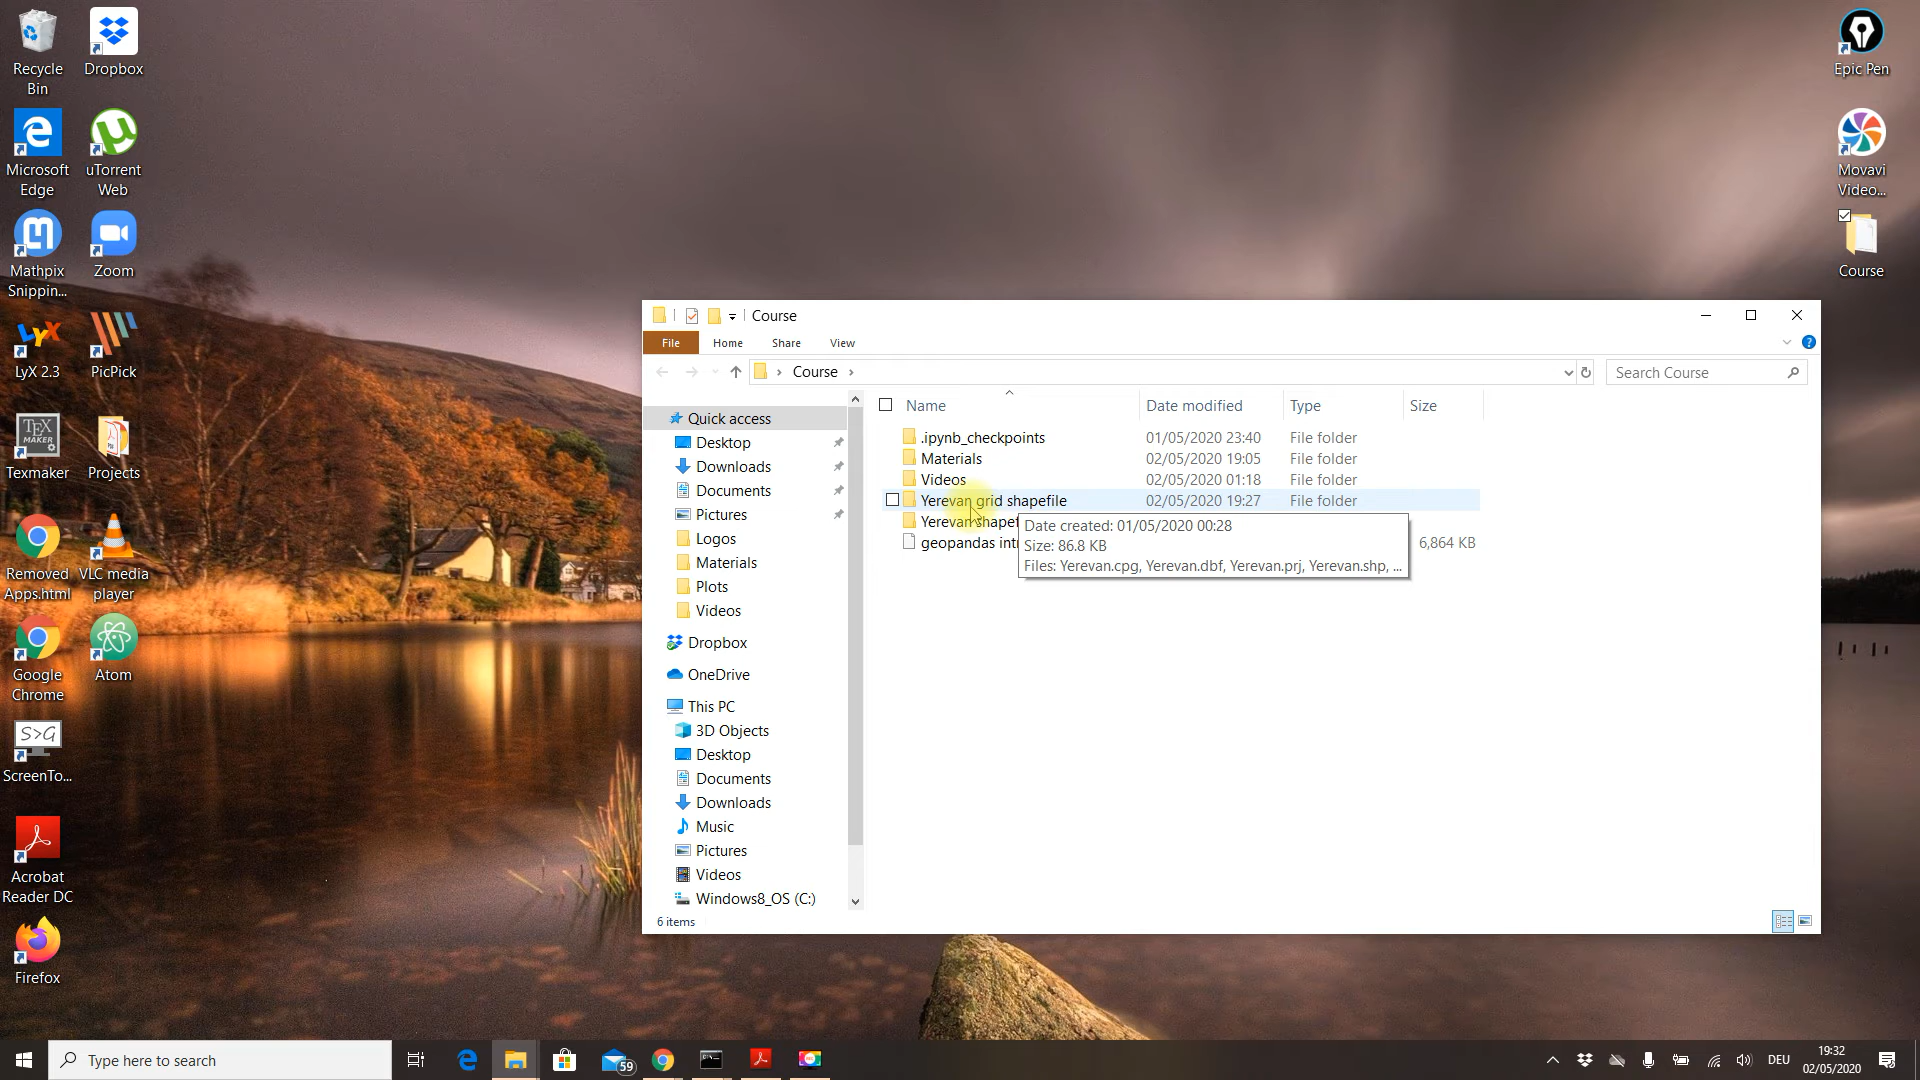 Recycle Bin
Dropbox
Microsoft Edge
uTorrent Web
Mathpix Snippin...
Zoom
LyX 2.3
PicPick
Texmaker
Projects
Removed Apps.html
VLC media player
Google Chrome
Atom
ScreenTo...
Acrobat Reader DC
Firefox
Epic Pen
Movavi Video...
Course
Course
File Home Share View
Course
Search Course
Name Date modified Type Size
.ipynb_checkpoints 01/05/2020 23:40 File folder
Materials 02/05/2020 19:05 File folder
Videos 02/05/2020 01:18 File folder
Yerevan grid shapefile 02/05/2020 19:27 File folder
Yerevan
geopandas 6,864 KB
Date created: 01/05/2020 00:28
Size: 86.8 KB
Files: Yerevan.cpg, Yerevan.dbf, Yerevan.prj, Yerevan.shp, ...
Quick access
Desktop
Downloads
Documents
Pictures
Logos
Materials
Plots
Videos
Dropbox
OneDrive
This PC
3D Objects
Desktop
Documents
Downloads
Music
Pictures
Videos
Windows8_OS (C:)
6 items
Type here to search
59
DEU
19:32
02/05/2020